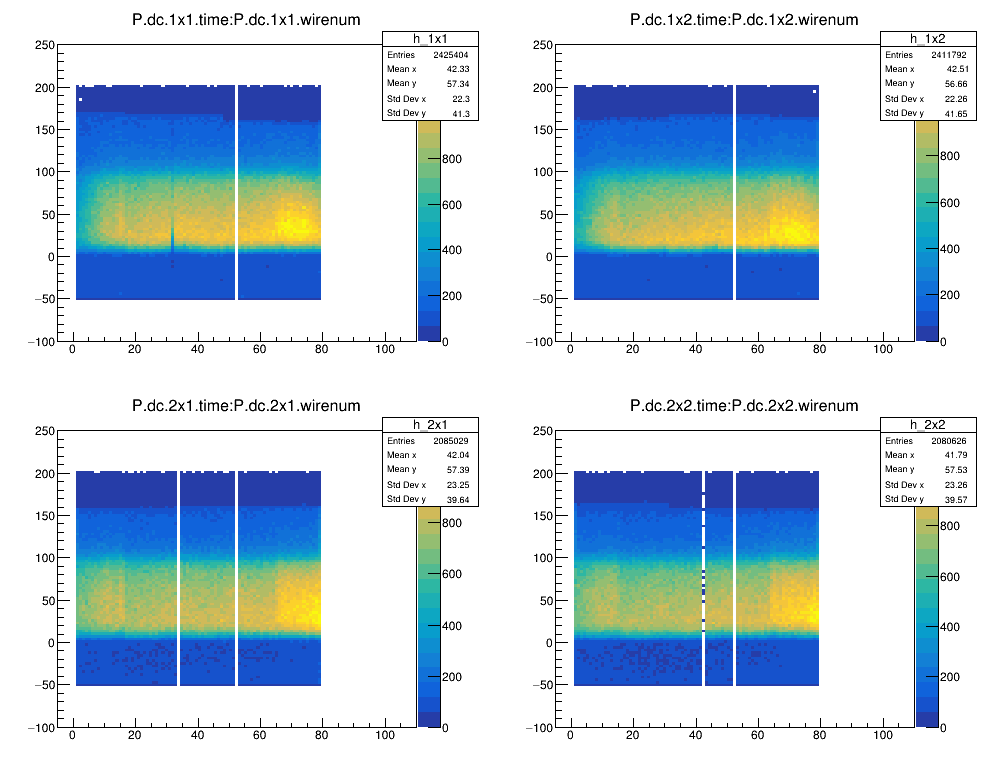 P.dc.1x1.time:P.dc.1x1.wirenum
h_1x1
Entries 2425404
Mean x 42.33
Mean y 57.34
Std Dev x 22.3
Std Dev y 41.3
250
200
150
100
50
0
−50
−100
0 20 40 60 80 100
800
600
400
200
0
P.dc.1x2.time:P.dc.1x2.wirenum
h_1x2
Entries 2411792
Mean x 42.51
Mean y 56.66
Std Dev x 22.26
Std Dev y 41.65
250
200
150
100
50
0
−50
−100
0 20 40 60 80 100
800
600
400
200
0
P.dc.2x1.time:P.dc.2x1.wirenum
h_2x1
Entries 2085029
Mean x 42.04
Mean y 57.39
Std Dev x 23.25
Std Dev y 39.64
250
200
150
100
50
0
−50
−100
0 20 40 60 80 100
800
600
400
200
0
P.dc.2x2.time:P.dc.2x2.wirenum
h_2x2
Entries 2080626
Mean x 41.79
Mean y 57.53
Std Dev x 23.26
Std Dev y 39.57
250
200
150
100
50
0
−50
−100
0 20 40 60 80 100
800
600
400
200
0